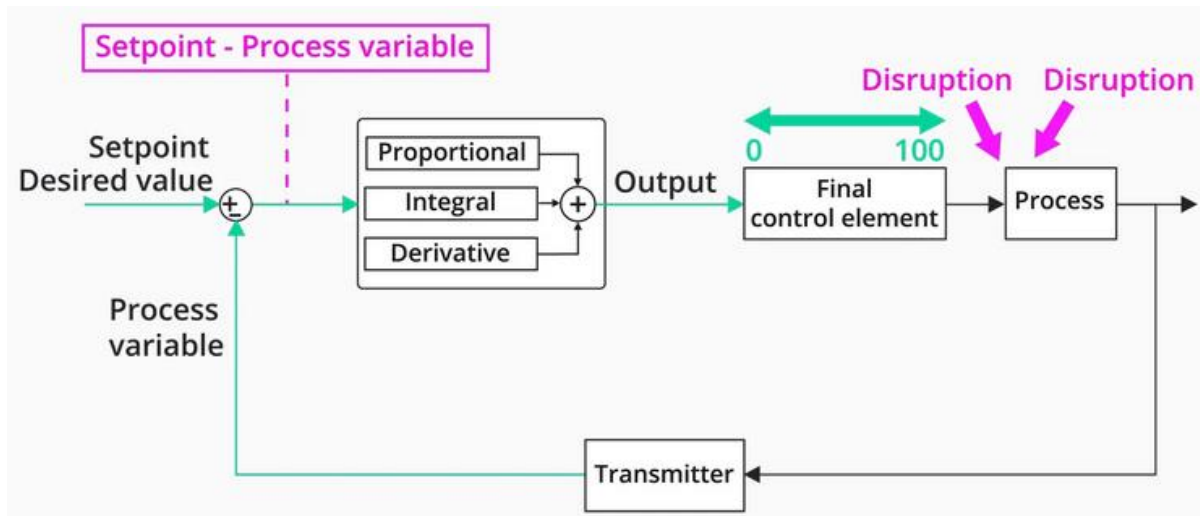 Setpoint - Process variable
Disruption Disruption
Setpoint
Desired value
+
-
Proportional
Integral
Derivative
+
Output
0 100
Final
control element
Process
Process
variable
Transmitter